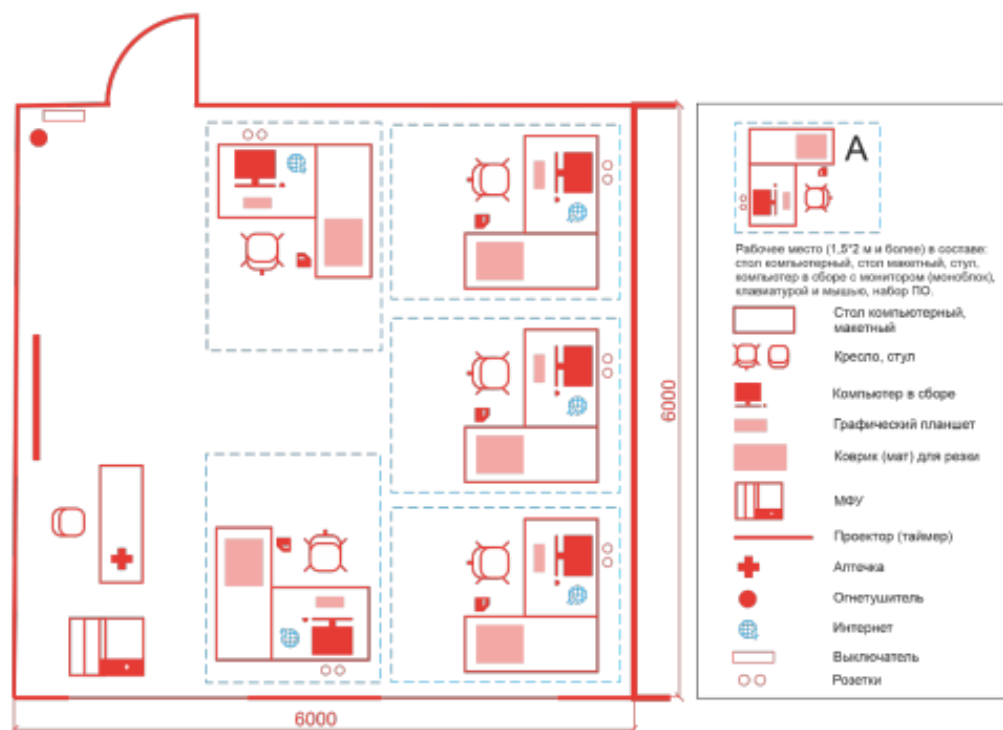 6000
6000
А
Рабочее место (1,5*2 м и более) в составе:
стол компьютерный, стол макетный, стул,
компьютер в сборе с монитором (моноблок),
клавиатурой и мышью, набор ПО.
Стол компьютерный,
макетный
Кресло, стул
Компьютер в сборе
Графический планшет
Коврик (мат) для резки
МФУ
Проектор (таймер)
Аптечка
Огнетушитель
Интернет
Выключатель
Розетки